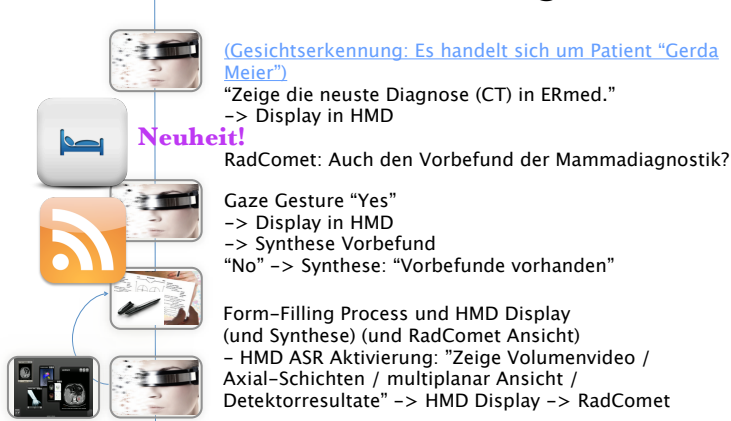 (Gesichtserkennung: Es handelt sich um Patient “Gerda
Meier”)
“Zeige die neuste Diagnose (CT) in ERmed.”
-> Display in HMD
Neuheit!
RadComet: Auch den Vorbefund der Mammadiagnostik?
Gaze Gesture “Yes”
-> Display in HMD
-> Synthese Vorbefund
“No” -> Synthese: “Vorbefunde vorhanden”
Form-Filling Process und HMD Display
(und Synthese) (und RadComet Ansicht)
- HMD ASR Aktivierung: ”Zeige Volumenvideo /
Axial-Schichten / multiplanar Ansicht /
Detektorresultate” -> HMD Display -> RadComet